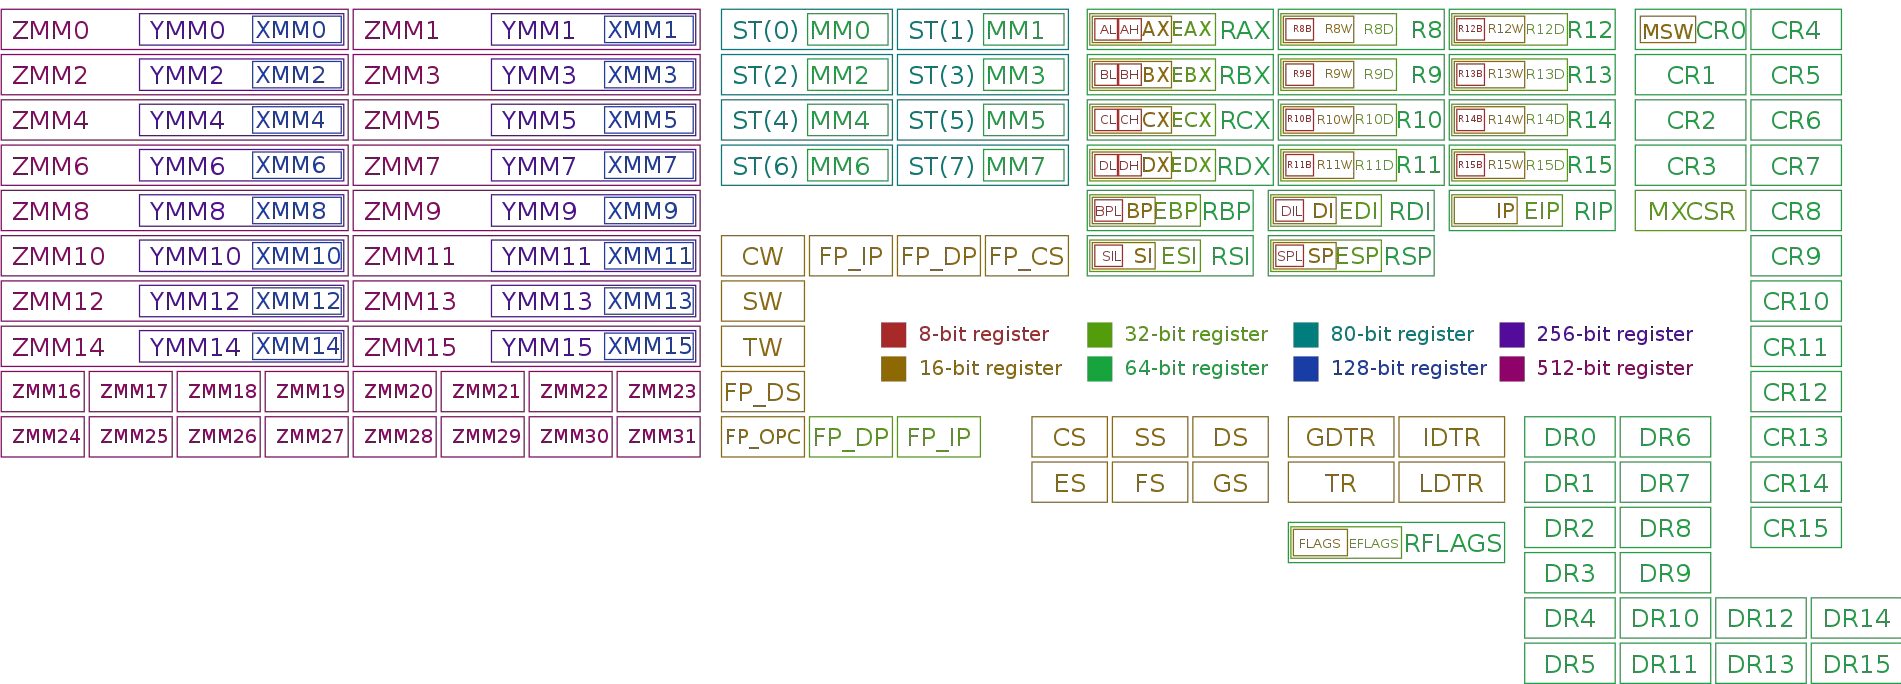 ZMM0 YMM0 XMM0 ZMM1 YMM1 XMM1 ST(0) MM0 ST(1) MM1 AL AH AX EAX RAX R8B R8W R8D R8 R12B R12W R12D R12 MSW CR0 CR4
ZMM2 YMM2 XMM2 ZMM3 YMM3 XMM3 ST(2) MM2 ST(3) MM3 BL BH BX EBX RBX R9B R9W R9D R9 R13B R13W R13D R13 CR1 CR5
ZMM4 YMM4 XMM4 ZMM5 YMM5 XMM5 ST(4) MM4 ST(5) MM5 CL CH CX ECX RCX R10B R10W R10D R10 R14B R14W R14D R14 CR2 CR6
ZMM6 YMM6 XMM6 ZMM7 YMM7 XMM7 ST(6) MM6 ST(7) MM7 DL DH DX EDX RDX R11B R11W R11D R11 R15B R15W R15D R15 CR3 CR7
ZMM8 YMM8 XMM8 ZMM9 YMM9 XMM9 BPL BP EBP RBP DIL DI EDI RDI IP EIP RIP MXCSR CR8
ZMM10 YMM10 XMM10 ZMM11 YMM11 XMM11 CW FP_IP FP_DP FP_CS SIL SI ESI RSI SPL SP ESP RSP CR9
ZMM12 YMM12 XMM12 ZMM13 YMM13 XMM13 SW CR10
ZMM14 YMM14 XMM14 ZMM15 YMM15 XMM15 TW 8-bit register 32-bit register 80-bit register 256-bit register CR11
16-bit register 64-bit register 128-bit register 512-bit register
ZMM16 ZMM17 ZMM18 ZMM19 ZMM20 ZMM21 ZMM22 ZMM23 FP_DS CR12
ZMM24 ZMM25 ZMM26 ZMM27 ZMM28 ZMM29 ZMM30 ZMM31 FP_OPC FP_DP FP_IP CS SS DS GDTR IDTR DR0 DR6 CR13
ES FS GS TR LDTR DR1 DR7 CR14
DR2 DR8 CR15
FLAGS EFLAGS RFLAGS
DR3 DR9
DR4 DR10 DR12 DR14
DR5 DR11 DR13 DR15